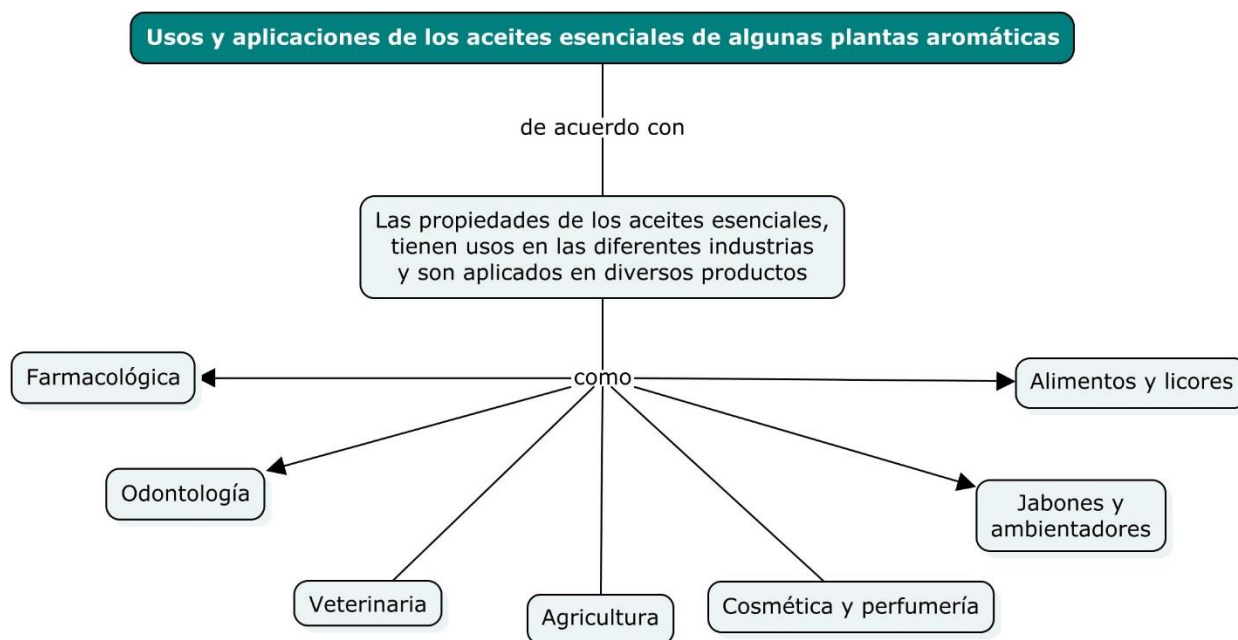 Usos y aplicaciones de los aceites esenciales de algunas plantas aromáticas
de acuerdo con
Las propiedades de los aceites esenciales,
tienen usos en las diferentes industrias
y son aplicados en diversos productos
como
Farmacológica
Alimentos y licores
Odontología
Jabones y
ambientadores
Veterinaria
Agricultura
Cosmética y perfumería